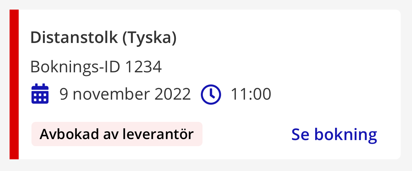 Distanstolk (Tyska)
Boknings-ID 1234
9 november 2022 11:00
Avbokad av leverantör Se bokning